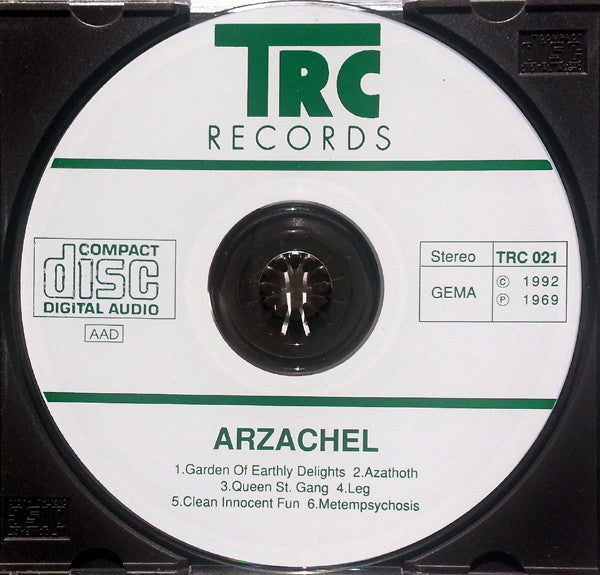 TRC
RECORDS
COMPACT
disc
DIGITAL AUDIO
AAD
Stereo TRC 021
GEMA © 1992
℗ 1969
ARZACHEL
1.Garden Of Earthly Delights 2.Azathoth
3.Queen St. Gang 4.Leg
5.Clean Innocent Fun 6.Metempsychosis